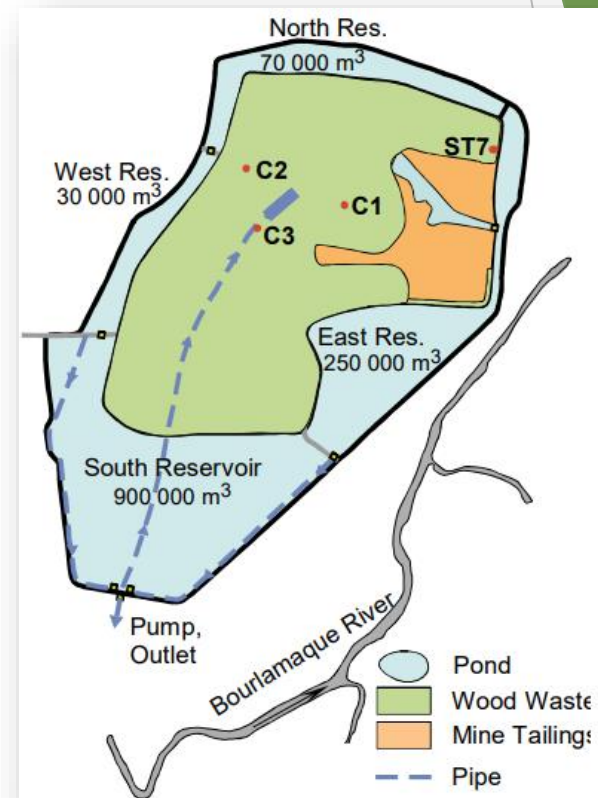 North Res.
70 000 m³
ST7
West Res.
30 000 m³
C2
C1
C3
East Res.
250 000 m³
South Reservoir
900 000 m³
Pump,
Outlet
Bourlamaque River
Pond
Wood Waste
Mine Tailings
Pipe